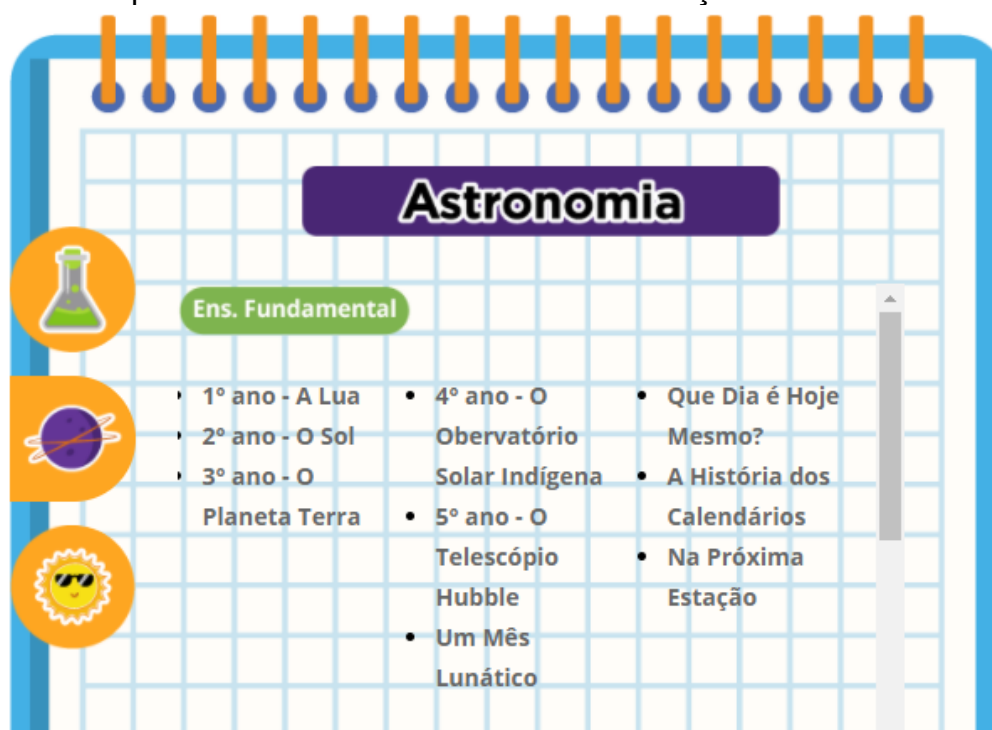 Astronomia
Ens. Fundamental
1º ano - A Lua
2º ano - O Sol
3º ano - O
Planeta Terra
4º ano - O
Obervatório
Solar Indígena
5º ano - O
Telescópio
Hubble
Um Mês
Lunático
Que Dia é Hoje
Mesmo?
A História dos
Calendários
Na Próxima
Estação